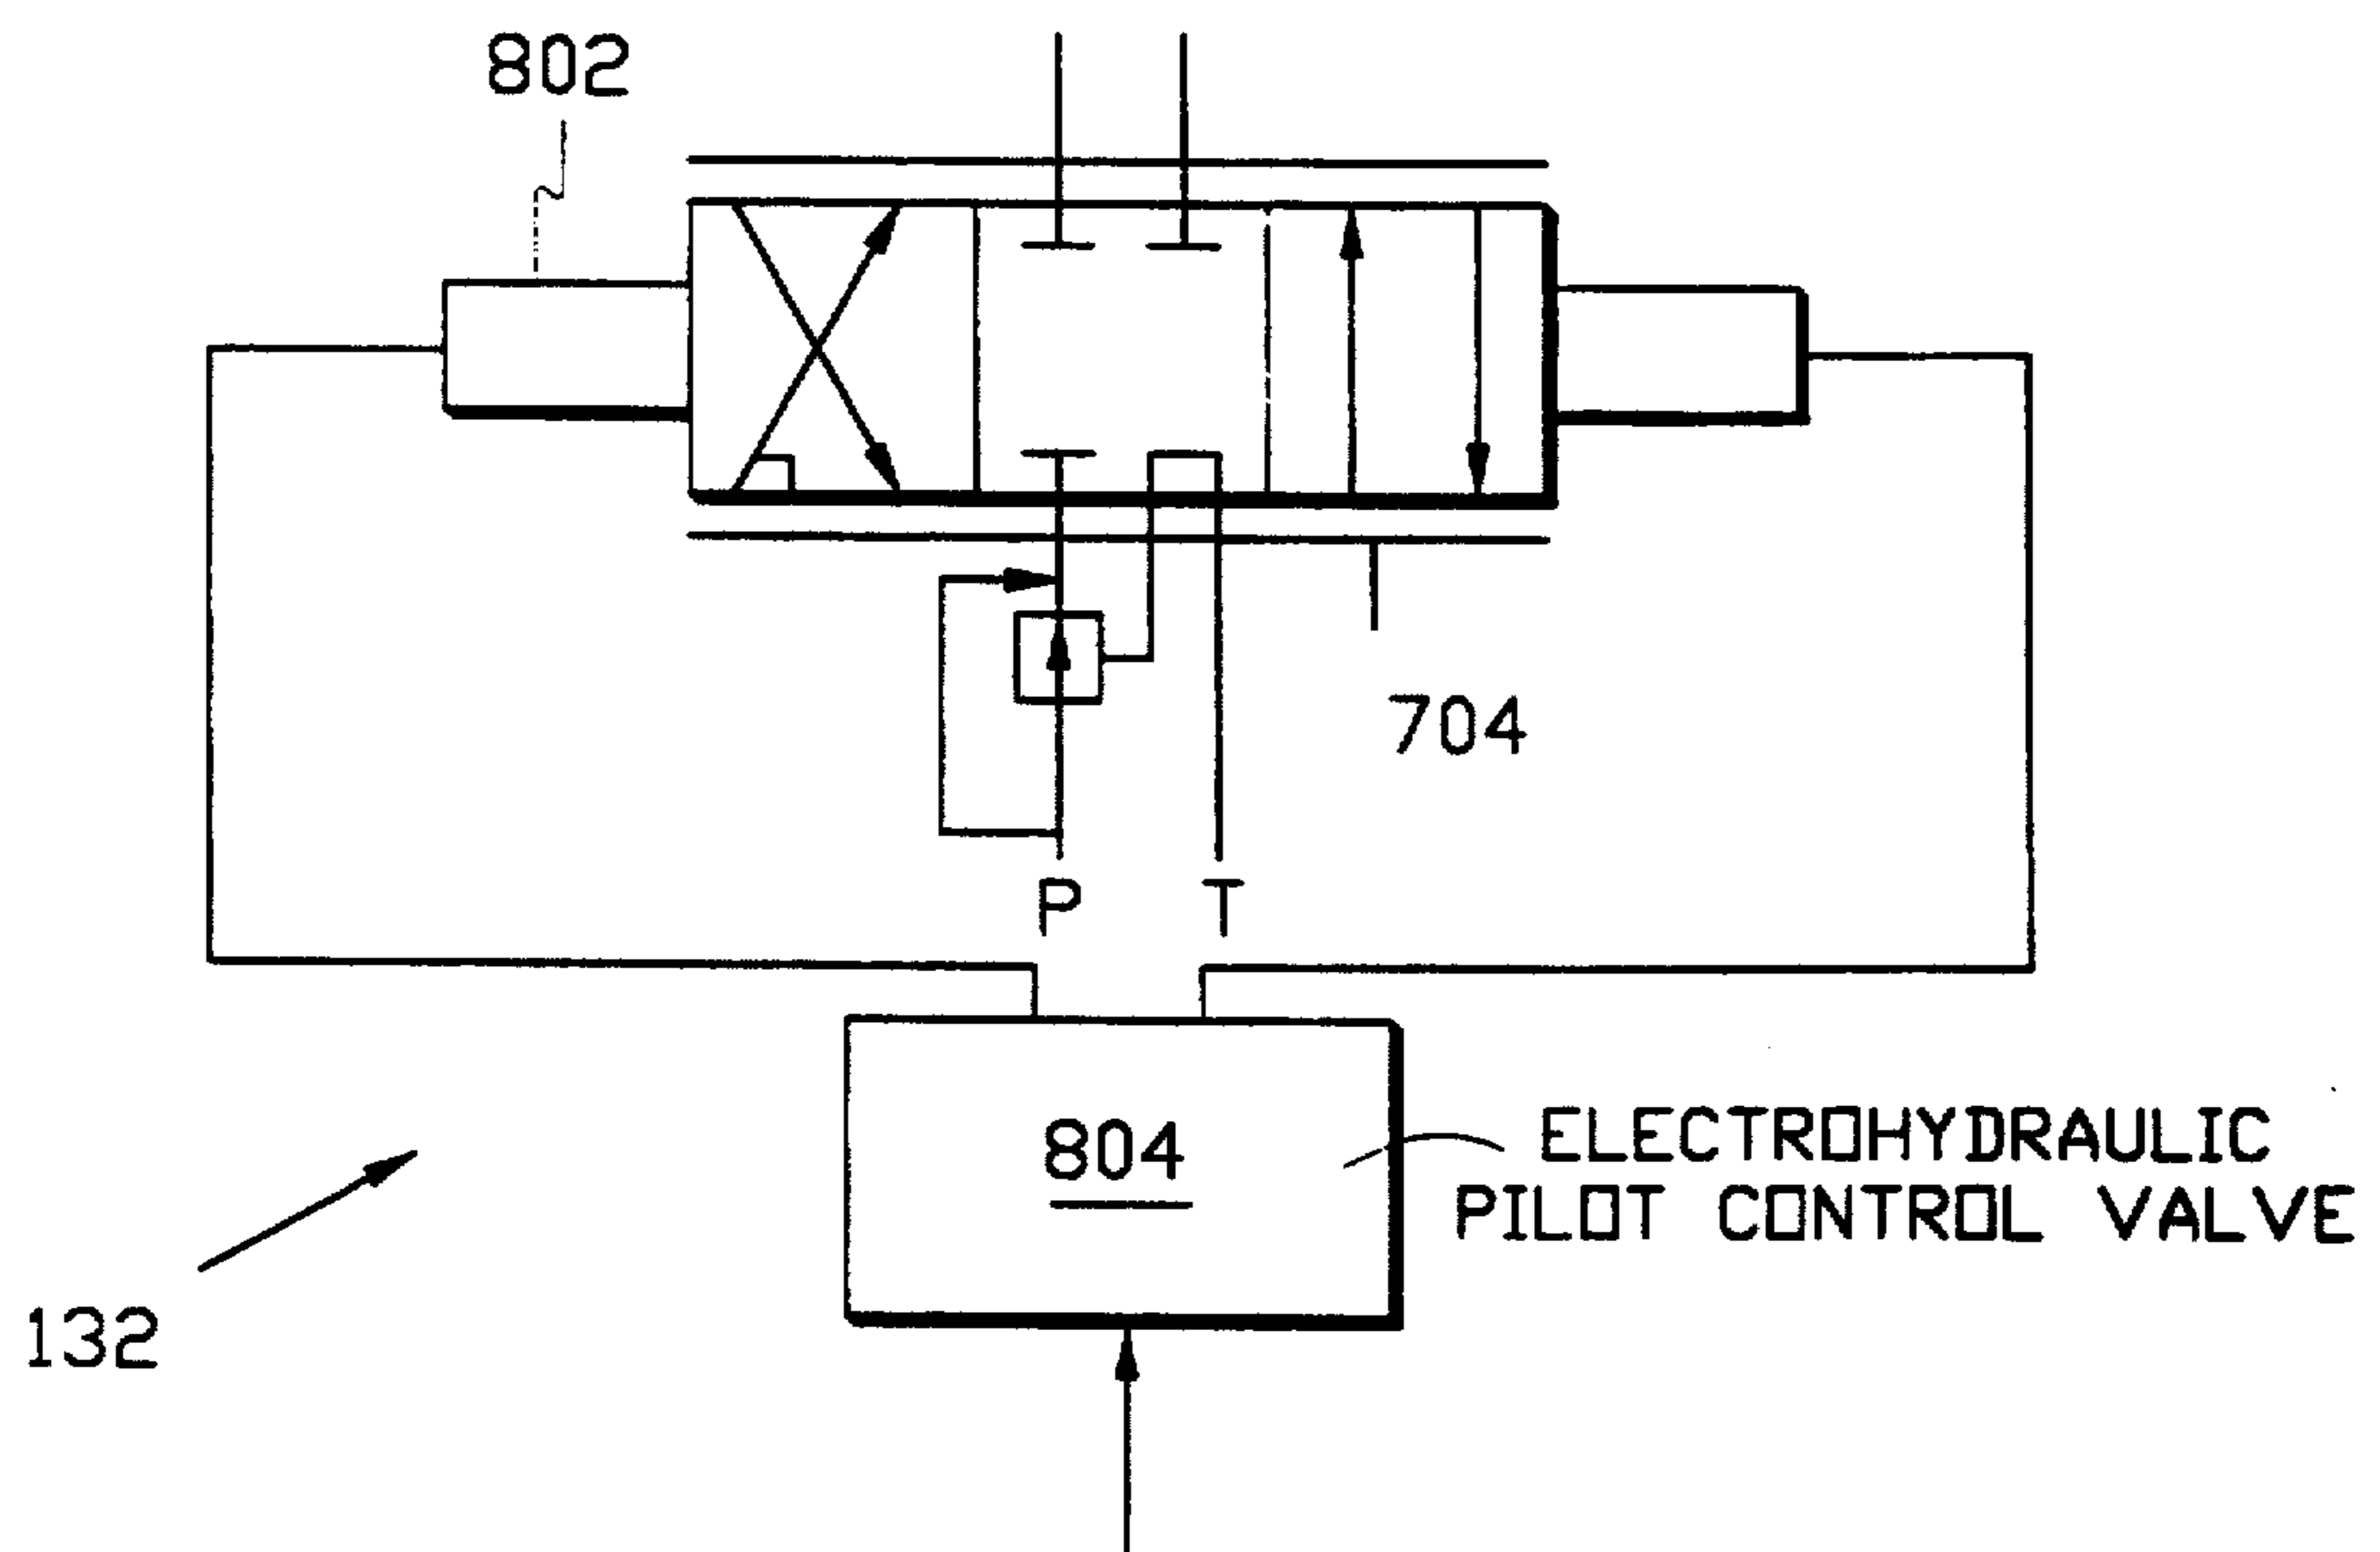 802
704
P T
804
ELECTROHYDRAULIC
PILOT CONTROL VALVE
132